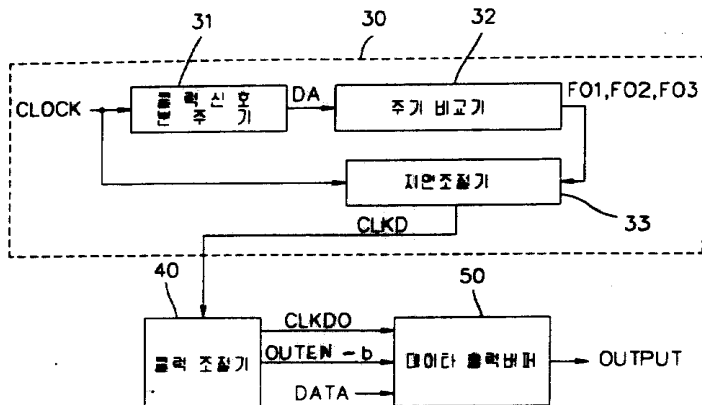 30
31
32
CLOCK
클럭신호
분주기
DA
주기 비교기
FO1,FO2,FO3
지연조절기
33
CLKD
40
50
클럭 조절기
CLKDO
OUTEN-b
DATA
데이타 출력버퍼
OUTPUT